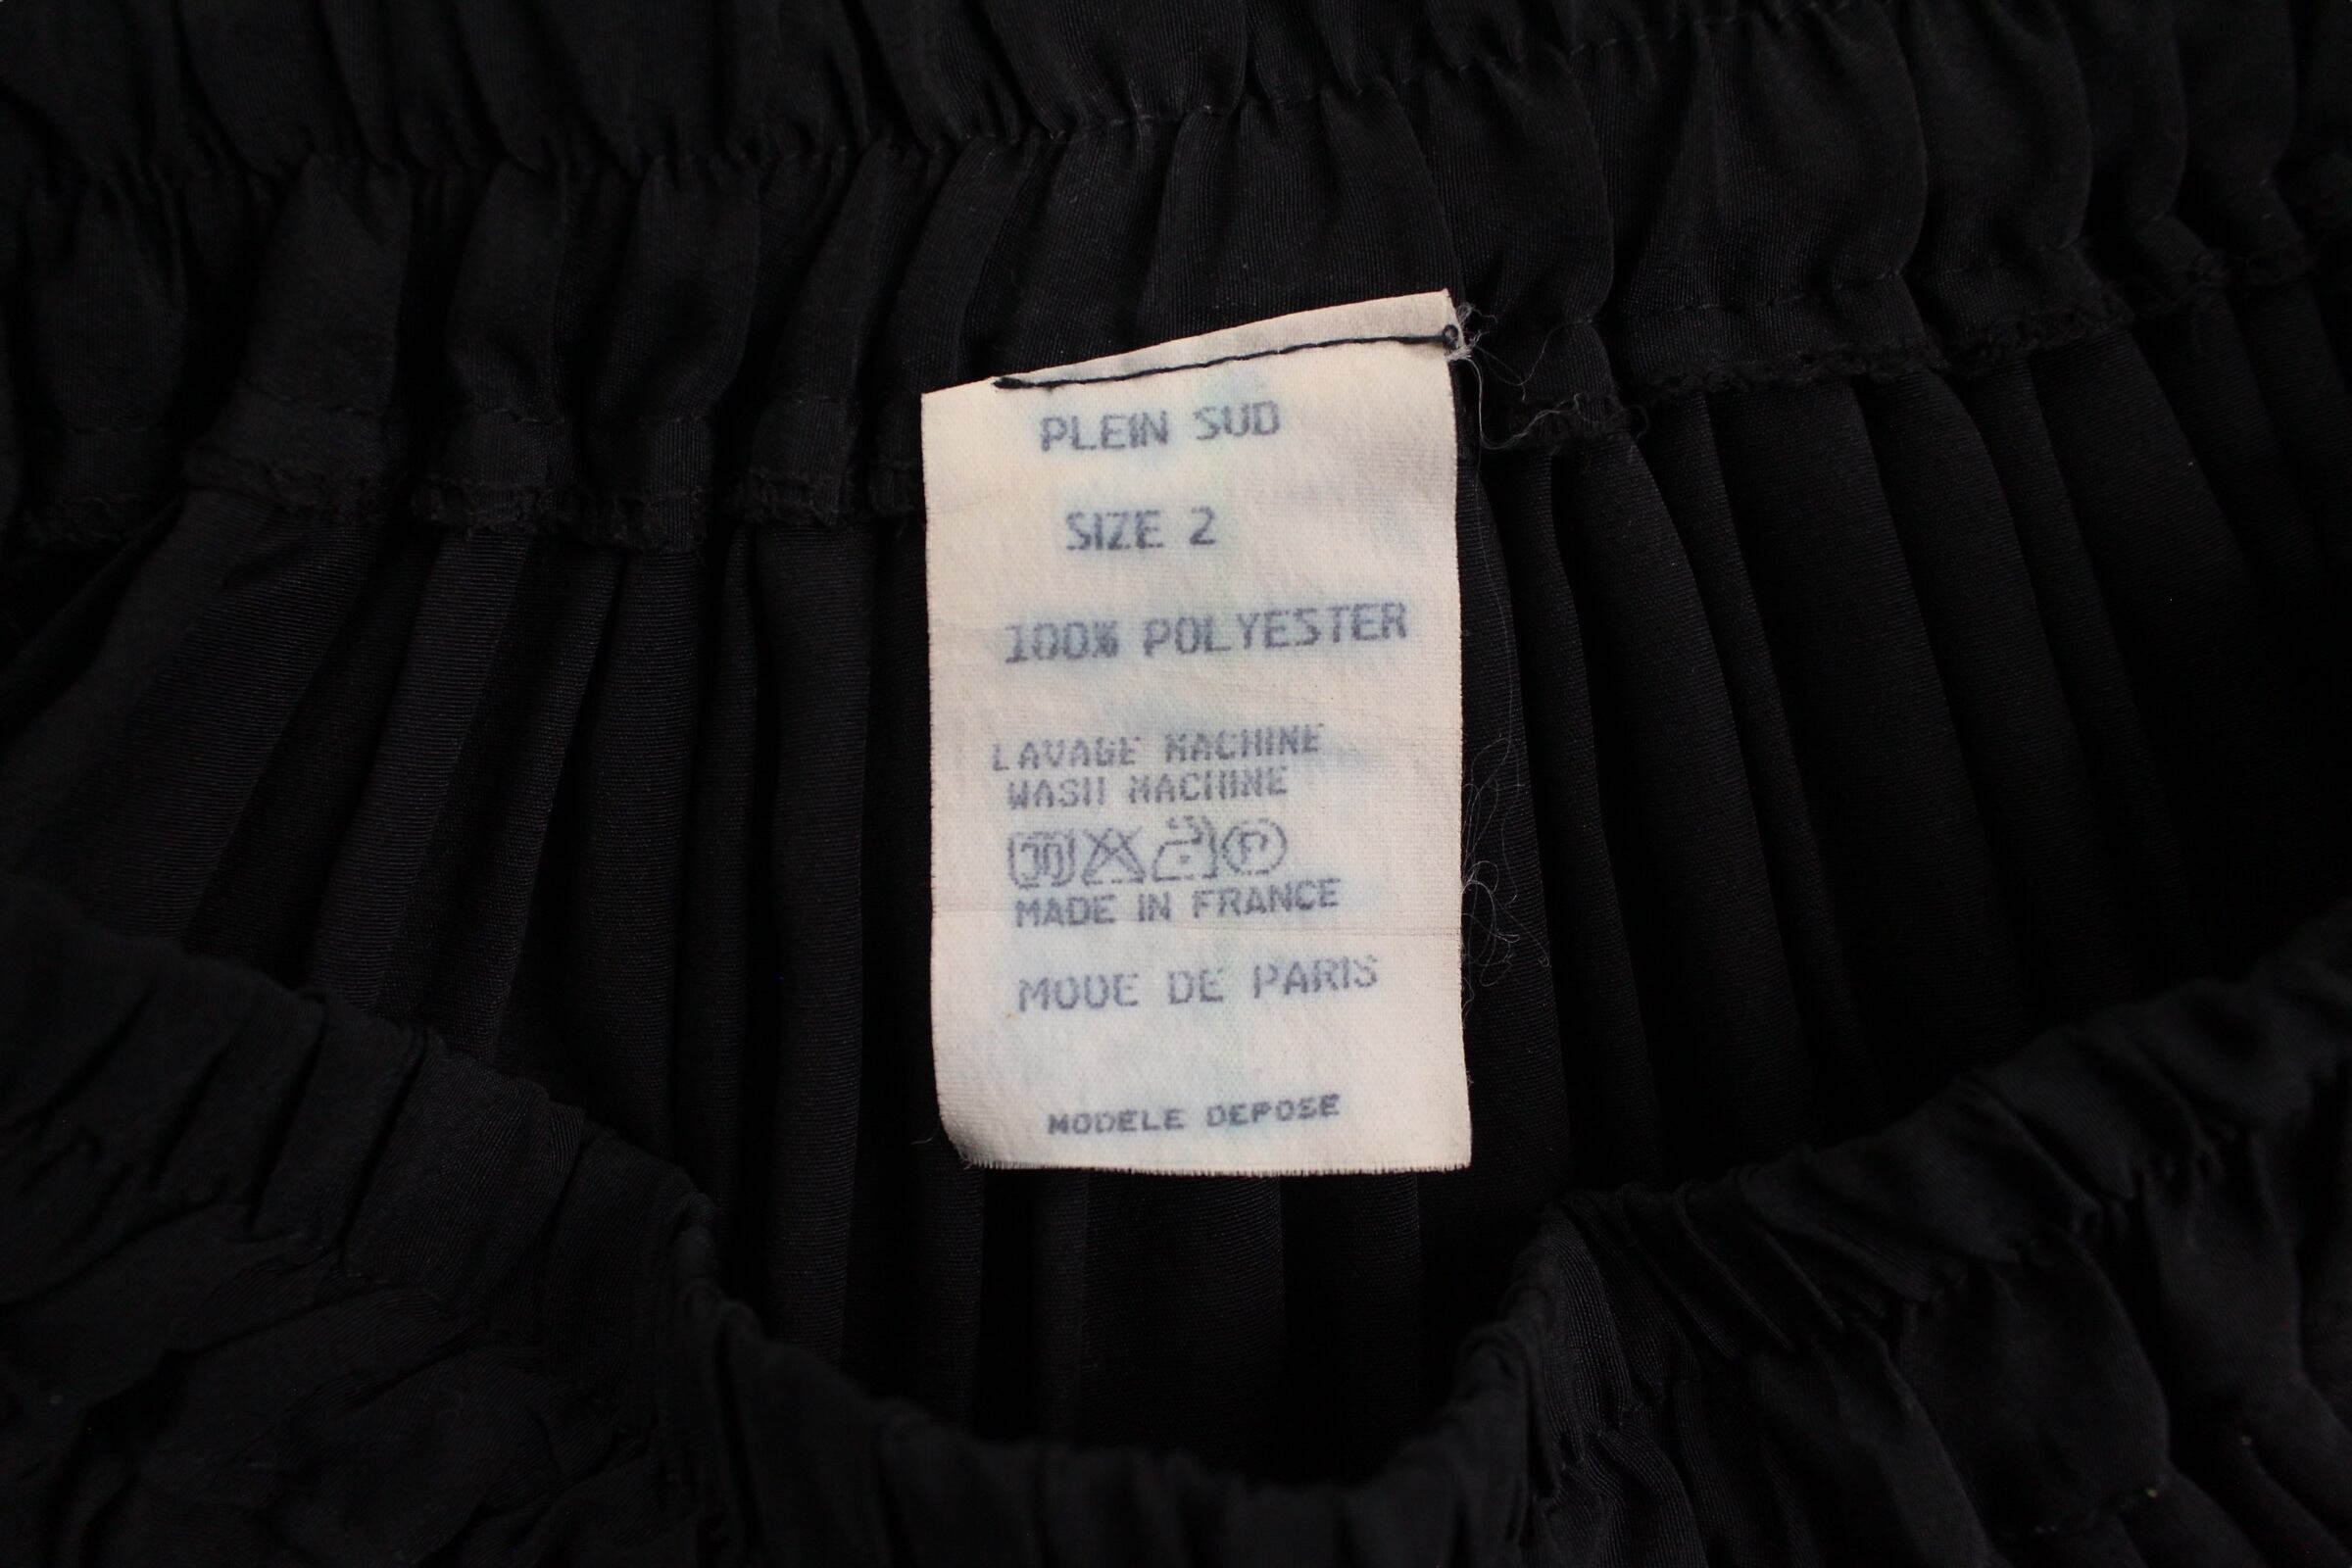 PLEIN SUD
SIZE 2
100% POLYESTER
LAVAGE MACHINE
WASH MACHINE
P
MADE IN FRANCE
MODE DE PARIS
MODELE DEPOSE